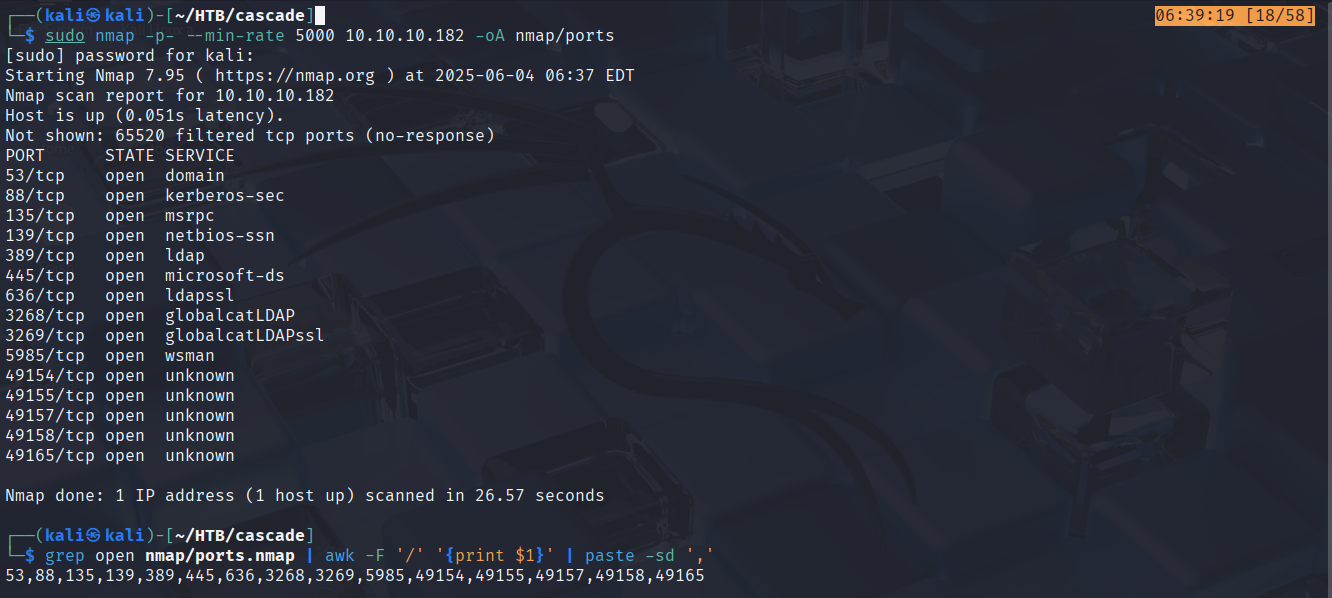 ┌──(kali㉿kali)-[~/HTB/cascade]
06:39:19 [18/58]
└─$ sudo nmap -p- --min-rate 5000 10.10.10.182 -oA nmap/ports
[sudo] password for kali:
Starting Nmap 7.95 ( https://nmap.org ) at 2025-06-04 06:37 EDT
Nmap scan report for 10.10.10.182
Host is up (0.051s latency).
Not shown: 65520 filtered tcp ports (no-response)
PORT      STATE SERVICE
53/tcp    open  domain
88/tcp    open  kerberos-sec
135/tcp   open  msrpc
139/tcp   open  netbios-ssn
389/tcp   open  ldap
445/tcp   open  microsoft-ds
636/tcp   open  ldapssl
3268/tcp  open  globalcatLDAP
3269/tcp  open  globalcatLDAPssl
5985/tcp  open  wsman
49154/tcp open  unknown
49155/tcp open  unknown
49157/tcp open  unknown
49158/tcp open  unknown
49165/tcp open  unknown
Nmap done: 1 IP address (1 host up) scanned in 26.57 seconds
┌──(kali㉿kali)-[~/HTB/cascade]
└─$ grep open nmap/ports.nmap | awk -F '/' '{print $1}' | paste -sd ','
53,88,135,139,389,445,636,3268,3269,5985,49154,49155,49157,49158,49165